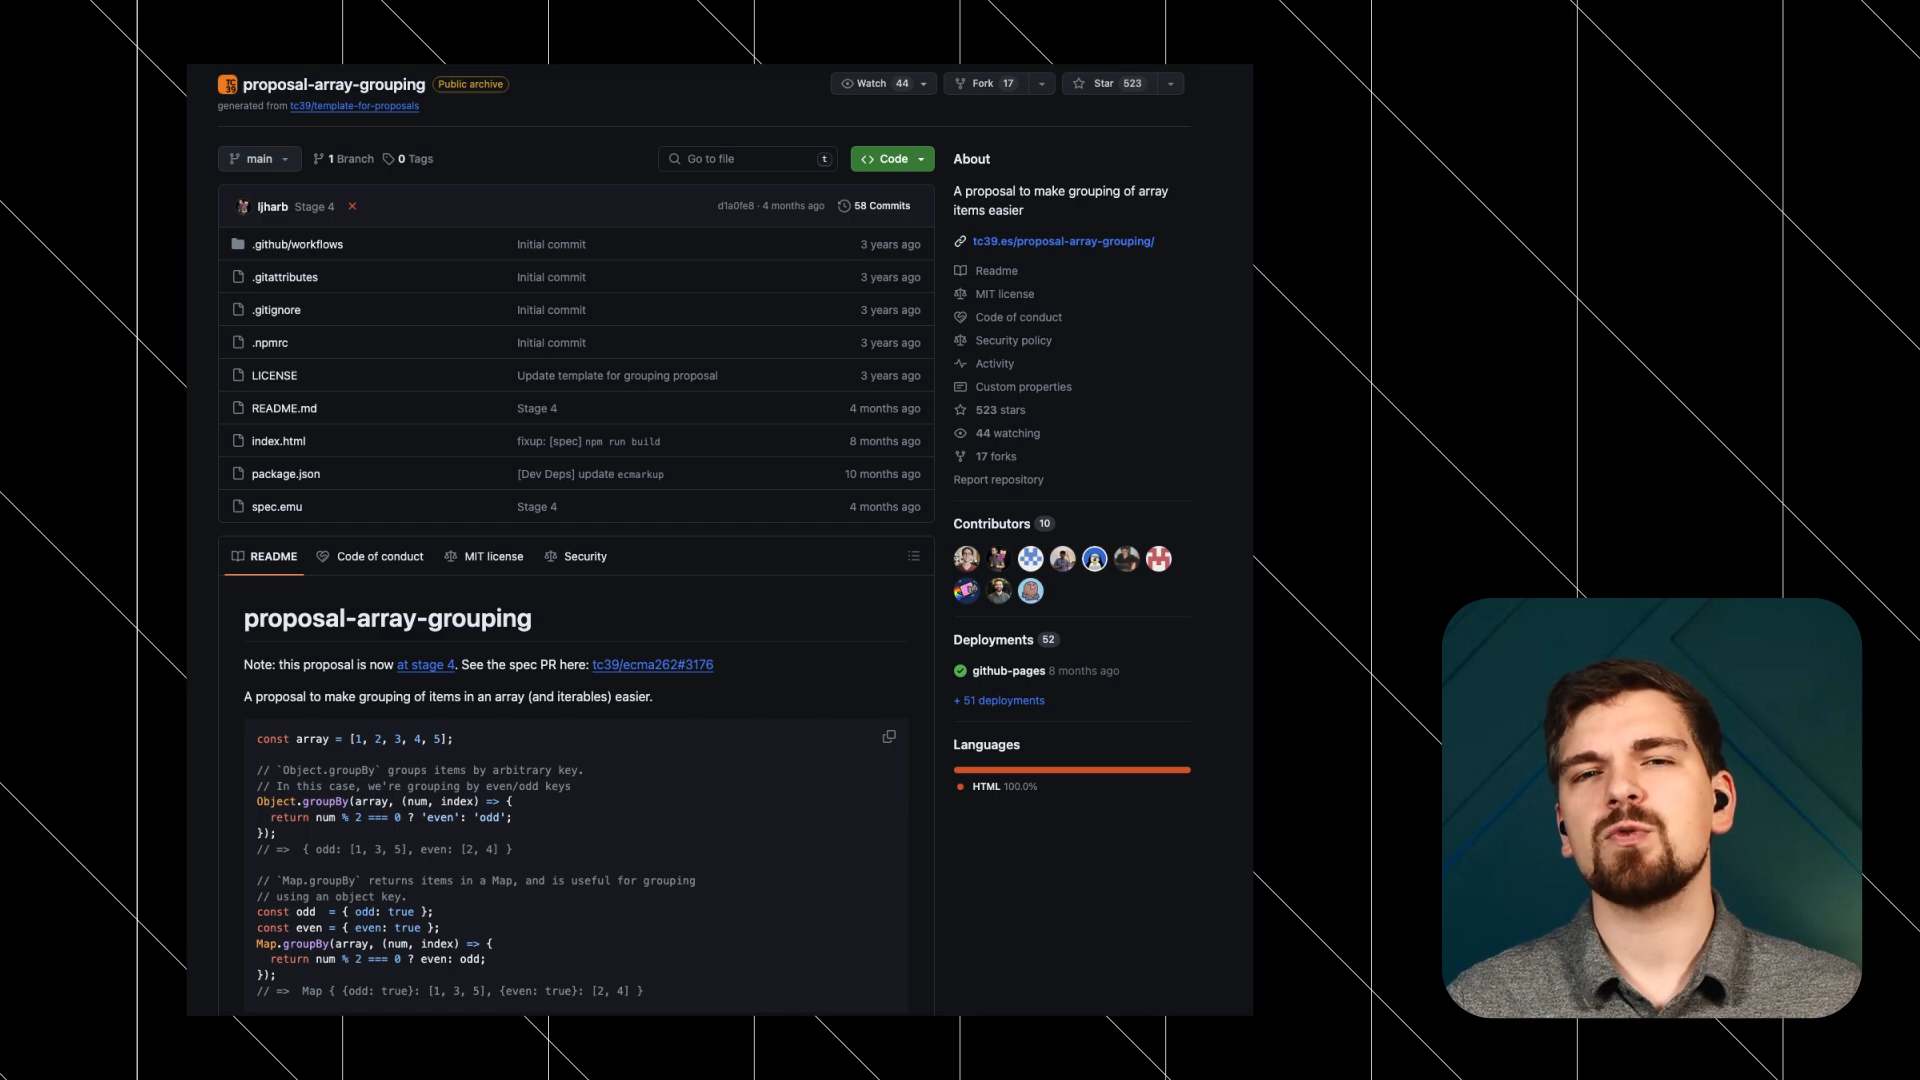 TC39 proposal-array-grouping Public archive
Watch 44 Fork 17 Star 523
generated from tc39/template-for-proposals
main 1 Branch 0 Tags Go to file t Code
ljharb Stage 4 d1a0fe8 · 4 months ago 58 Commits
.github/workflows Initial commit 3 years ago
.gitattributes Initial commit 3 years ago
.gitignore Initial commit 3 years ago
.npmrc Initial commit 3 years ago
LICENSE Update template for grouping proposal 3 years ago
README.md Stage 4 4 months ago
index.html fixup: [spec] npm run build 8 months ago
package.json [Dev Deps] update ecmarkup 10 months ago
spec.emu Stage 4 4 months ago
README Code of conduct MIT license Security
proposal-array-grouping
Note: this proposal is now at stage 4. See the spec PR here: tc39/ecma262#3176
A proposal to make grouping of items in an array (and iterables) easier.
const array = [1, 2, 3, 4, 5];
// `Object.groupBy` groups items by arbitrary key.
// In this case, we're grouping by even/odd keys
Object.groupBy(array, (num, index) => {
return num % 2 === 0 ? 'even': 'odd';
});
// => { odd: [1, 3, 5], even: [2, 4] }
// `Map.groupBy` returns items in a Map, and is useful for grouping
// using an object key.
const odd = { odd: true };
const even = { even: true };
Map.groupBy(array, (num, index) => {
return num % 2 === 0 ? even: odd;
});
// => Map { {odd: true}: [1, 3, 5], {even: true}: [2, 4] }
About
A proposal to make grouping of array
items easier
tc39.es/proposal-array-grouping/
Readme
MIT license
Code of conduct
Security policy
Activity
Custom properties
523 stars
44 watching
17 forks
Report repository
Contributors 10
Deployments 52
github-pages 8 months ago
+ 51 deployments
Languages
HTML 100.0%